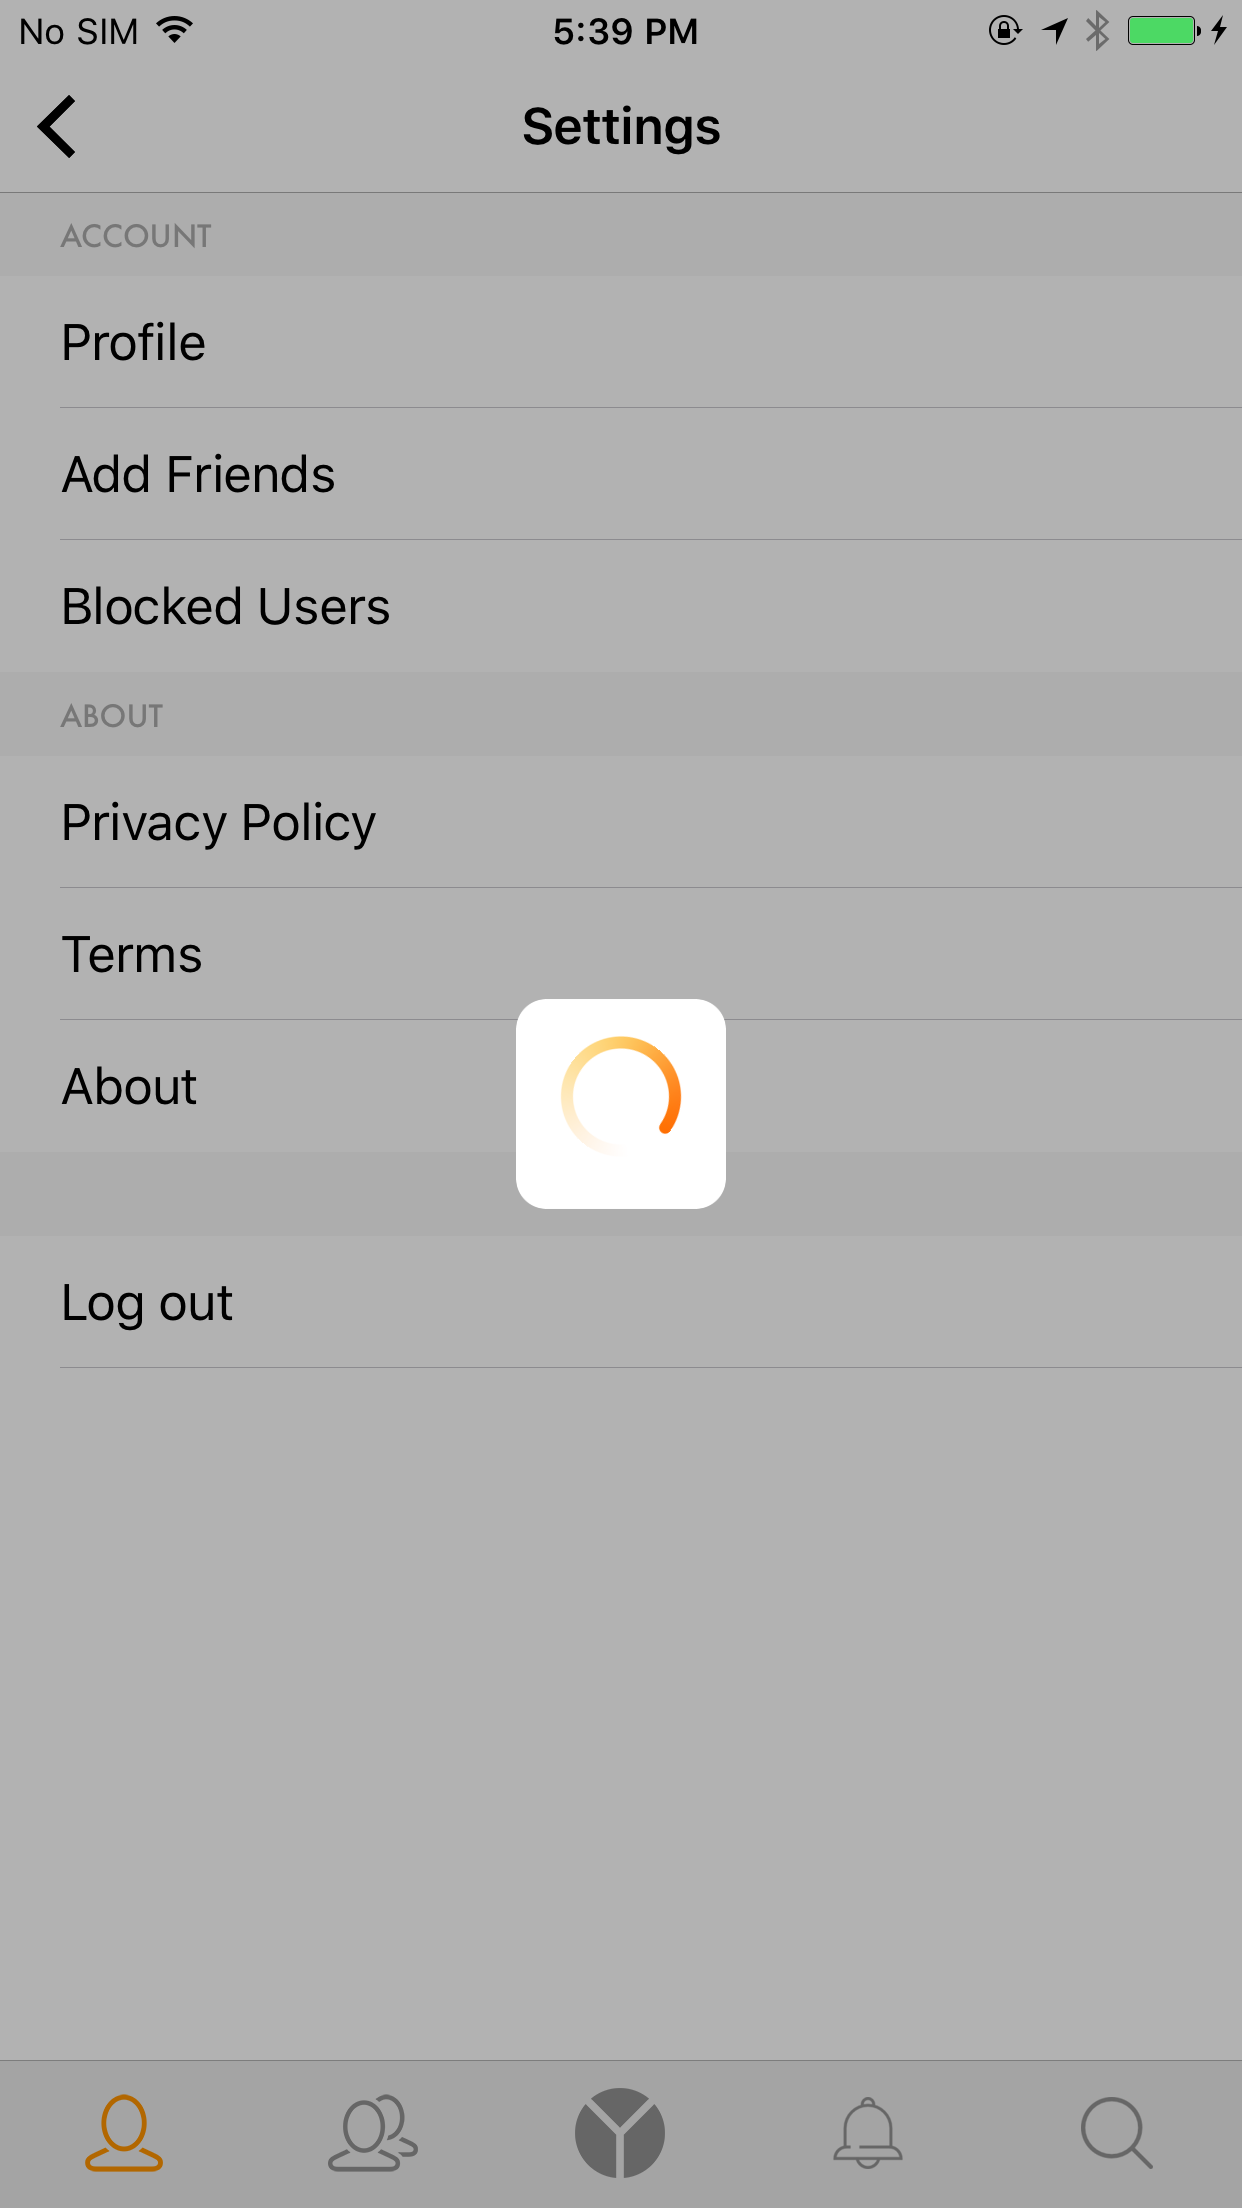 No SIM 5:39 PM
Settings
ACCOUNT
Profile
Add Friends
Blocked Users
ABOUT
Privacy Policy
Terms
About
Log out